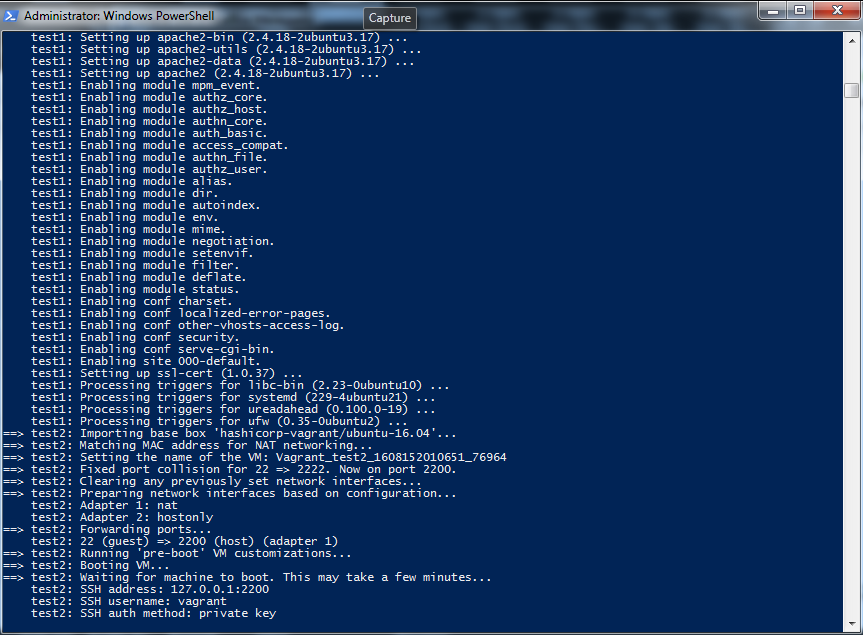 Administrator: Windows PowerShell
Capture
test1: Setting up apache2-bin (2.4.18-2ubuntu3.17) ...
test1: Setting up apache2-utils (2.4.18-2ubuntu3.17) ...
test1: Setting up apache2-data (2.4.18-2ubuntu3.17) ...
test1: Setting up apache2 (2.4.18-2ubuntu3.17) ...
test1: Enabling module mpm_event.
test1: Enabling module authz_core.
test1: Enabling module authz_host.
test1: Enabling module authn_core.
test1: Enabling module auth_basic.
test1: Enabling module access_compat.
test1: Enabling module authn_file.
test1: Enabling module authz_user.
test1: Enabling module alias.
test1: Enabling module dir.
test1: Enabling module autoindex.
test1: Enabling module env.
test1: Enabling module mime.
test1: Enabling module negotiation.
test1: Enabling module setenvif.
test1: Enabling module filter.
test1: Enabling module deflate.
test1: Enabling module status.
test1: Enabling conf charset.
test1: Enabling conf localized-error-pages.
test1: Enabling conf other-vhosts-access-log.
test1: Enabling conf security.
test1: Enabling conf serve-cgi-bin.
test1: Enabling site 000-default.
test1: Setting up ssl-cert (1.0.37) ...
test1: Processing triggers for libc-bin (2.23-0ubuntu10) ...
test1: Processing triggers for systemd (229-4ubuntu21) ...
test1: Processing triggers for ureadahead (0.100.0-19) ...
test1: Processing triggers for ufw (0.35-0ubuntu2) ...
==> test2: Importing base box 'hashicorp-vagrant/ubuntu-16.04'...
==> test2: Matching MAC address for NAT networking...
==> test2: Setting the name of the VM: Vagrant_test2_1608152010651_76964
==> test2: Fixed port collision for 22 => 2222. Now on port 2200.
==> test2: Clearing any previously set network interfaces...
==> test2: Preparing network interfaces based on configuration...
test2: Adapter 1: nat
test2: Adapter 2: hostonly
==> test2: Forwarding ports...
test2: 22 (guest) => 2200 (host) (adapter 1)
==> test2: Running 'pre-boot' VM customizations...
==> test2: Booting VM...
==> test2: Waiting for machine to boot. This may take a few minutes...
test2: SSH address: 127.0.0.1:2200
test2: SSH username: vagrant
test2: SSH auth method: private key